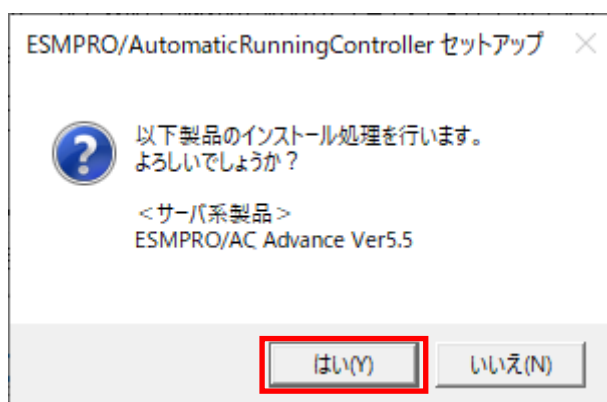 ESMPRO/AutomaticRunningController セットアップ
以下製品のインストール処理を行います。
よろしいでしょうか？
＜サーバ系製品＞
ESMPRO/AC Advance Ver5.5
はい(Y)
いいえ(N)